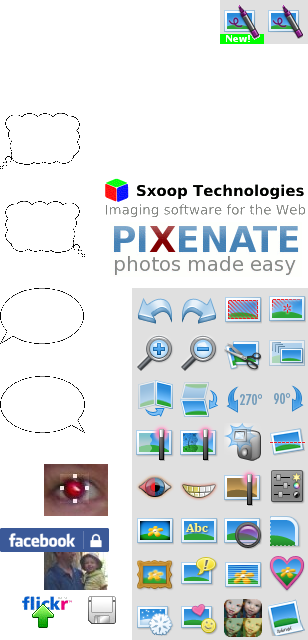 New!
Sxoop Technologies
Imaging software for the Web
PIXENATE
photos made easy
270° 90°
Abc
facebook
flickr